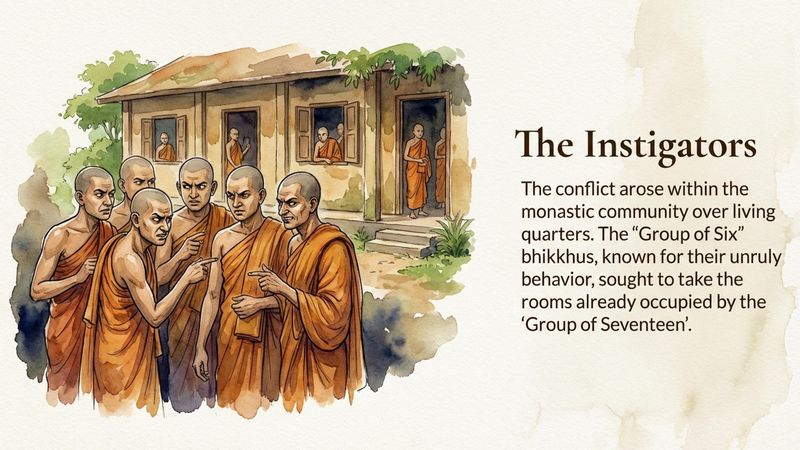 The Instigators
The conflict arose within the
monastic community over living
quarters. The “Group of Six”
bhikkhus, known for their unruly
behavior, sought to take the
rooms already occupied by the
‘Group of Seventeen’.